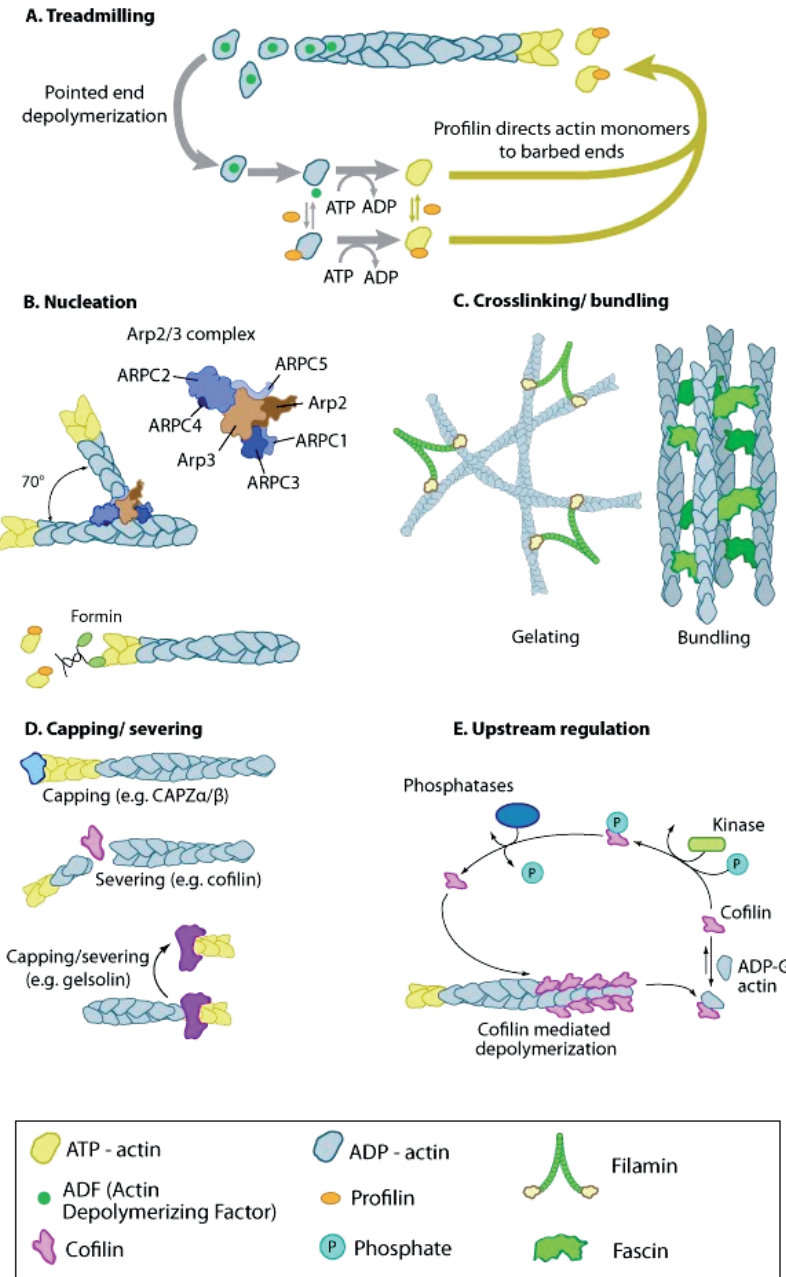 A. Treadmilling
Pointed end
depolymerization
Profilin directs actin monomers
to barbed ends
ATP ADP
ATP ADP
B. Nucleation
Arp2/3 complex
ARPC2
ARPC5
Arp2
ARPC4
ARPC1
Arp3
ARPC3
70°
Formin
C. Crosslinking/ bundling
Gelating
Bundling
D. Capping/ severing
Capping (e.g. CAPZα/β)
Severing (e.g. cofilin)
Capping/severing
(e.g. gelsolin)
E. Upstream regulation
Phosphatases
P
Kinase
P
P
Cofilin
ADP-G
actin
Cofilin mediated
depolymerization
ATP - actin
ADP - actin
Filamin
ADF (Actin
Depolymerizing Factor)
Profilin
Cofilin
P Phosphate
Fascin